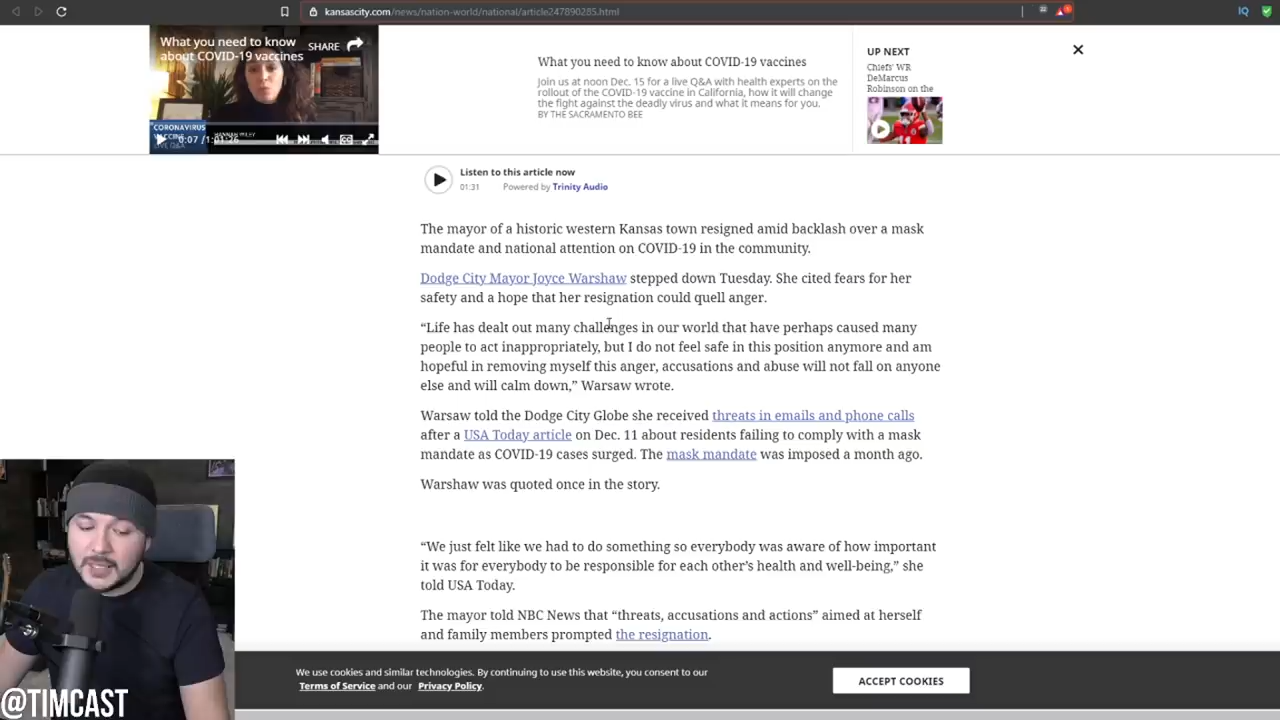 kansascity.com/news/nation-world/national/article247890285.html
IQ
What you need to know
about COVID-19 vaccines
SHARE
CORONAVIRUS
0:07 / 1:01:26
What you need to know about COVID-19 vaccines
Join us at noon Dec. 15 for a live Q&A with health experts on the
rollout of the COVID-19 vaccine in California, how it will change
the fight against the deadly virus and what it means for you.
BY THE SACRAMENTO BEE
UP NEXT
Chiefs' WR
DeMarcus
Robinson on the
Listen to this article now
01:31 Powered by Trinity Audio
The mayor of a historic western Kansas town resigned amid backlash over a mask
mandate and national attention on COVID-19 in the community.
Dodge City Mayor Joyce Warshaw stepped down Tuesday. She cited fears for her
safety and a hope that her resignation could quell anger.
“Life has dealt out many challenges in our world that have perhaps caused many
people to act inappropriately, but I do not feel safe in this position anymore and am
hopeful in removing myself this anger, accusations and abuse will not fall on anyone
else and will calm down,” Warsaw wrote.
Warsaw told the Dodge City Globe she received threats in emails and phone calls
after a USA Today article on Dec. 11 about residents failing to comply with a mask
mandate as COVID-19 cases surged. The mask mandate was imposed a month ago.
Warshaw was quoted once in the story.
“We just felt like we had to do something so everybody was aware of how important
it was for everybody to be responsible for each other’s health and well-being,” she
told USA Today.
The mayor told NBC News that “threats, accusations and actions” aimed at herself
and family members prompted the resignation.
We use cookies and similar technologies. By continuing to use this website, you consent to our
Terms of Service and our Privacy Policy.
ACCEPT COOKIES
@TIMCAST